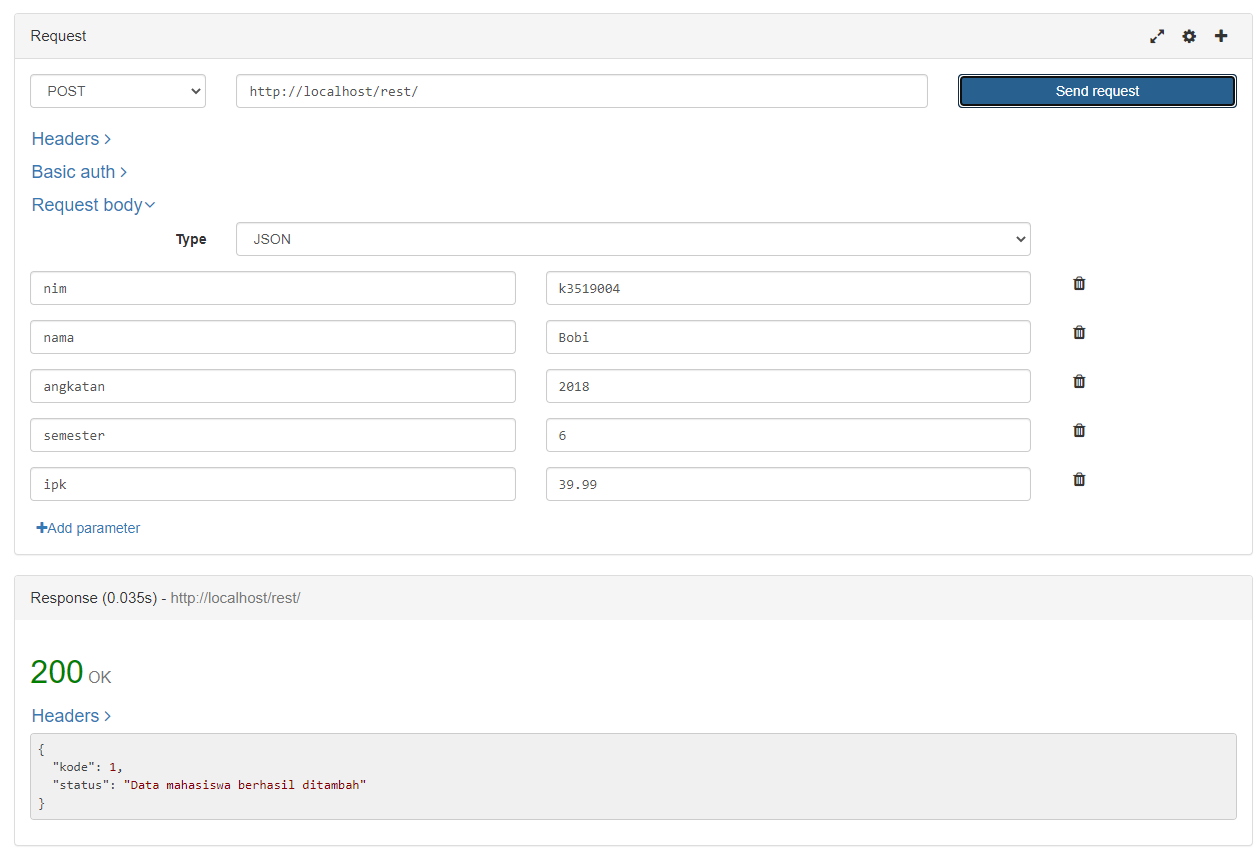 Request
POST http://localhost/rest/ Send request
Headers
Basic auth
Request body
Type JSON
nim k3519004
nama Bobi
angkatan 2018
semester 6
ipk 39.99
Add parameter
Response (0.035s) - http://localhost/rest/
200 OK
Headers
{
"kode": 1,
"status": "Data mahasiswa berhasil ditambah"
}